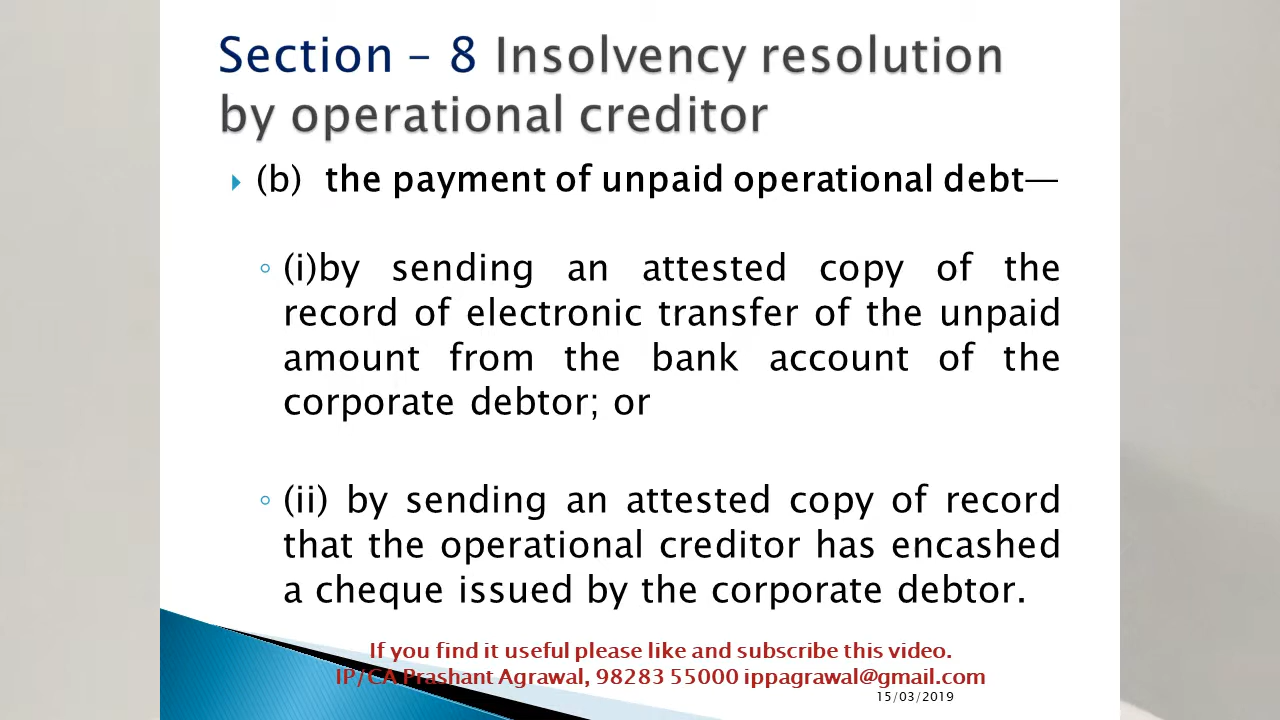 Section – 8 Insolvency resolution
by operational creditor
(b) the payment of unpaid operational debt—
(i)by sending an attested copy of the
record of electronic transfer of the unpaid
amount from the bank account of the
corporate debtor; or
(ii) by sending an attested copy of record
that the operational creditor has encashed
a cheque issued by the corporate debtor.
If you find it useful please like and subscribe this video.
IP/CA Prashant Agrawal, 98283 55000 ippagrawal@gmail.com
15/03/2019